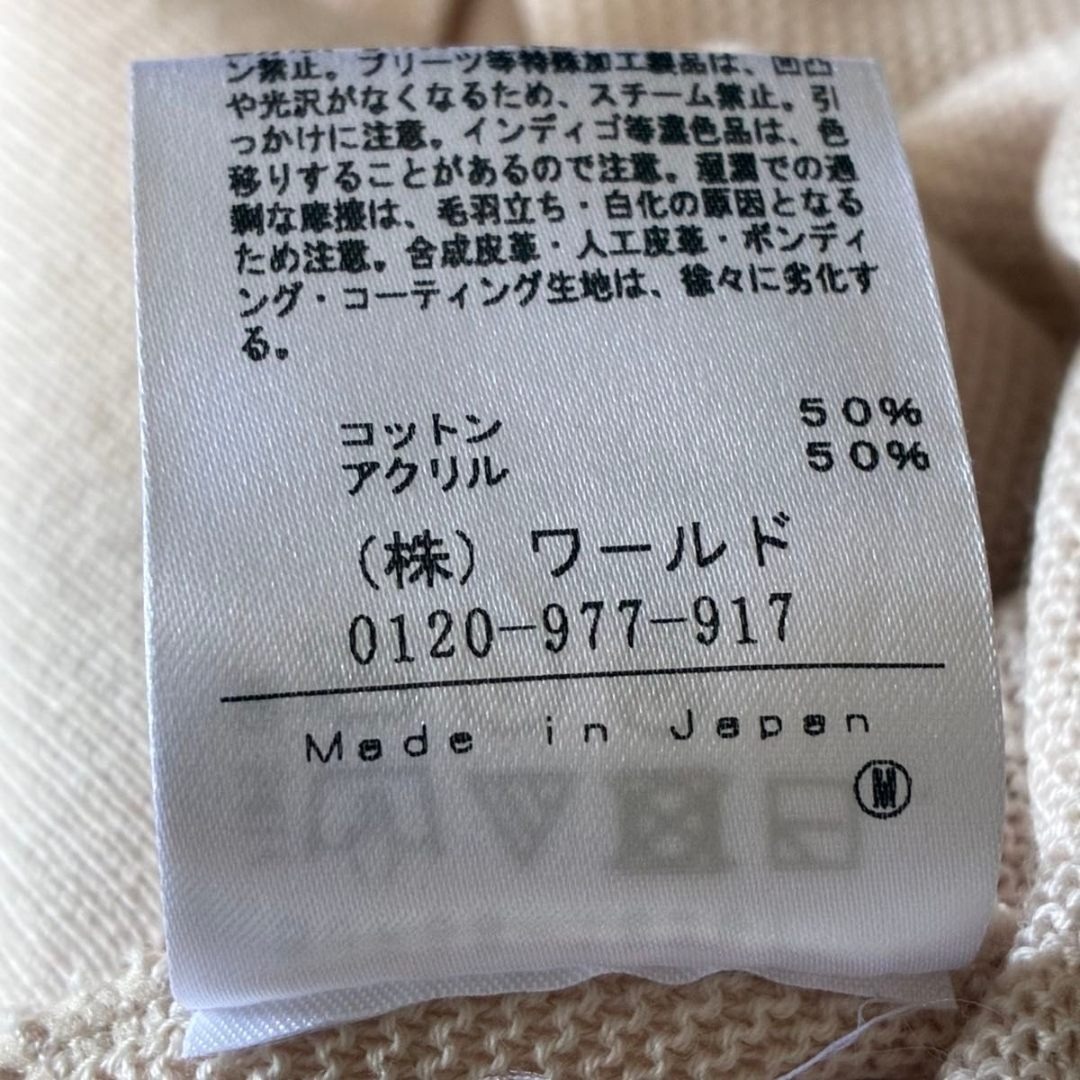 ン禁止。プリーツ等特殊加工製品は、凹凸
や光沢がなくなるため、スチーム禁止。引
っかけに注意。インディゴ等濃色品は、色
移りすることがあるので注意。湿潤での過
剰な摩擦は、毛羽立ち・白化の原因となる
ため注意。合成皮革・人工皮革・ボンディ
ング・コーティング生地は、徐々に劣化す
る。
コットン 50%
アクリル 50%
(株) ワールド
0120-977-917
Made in Japan
M